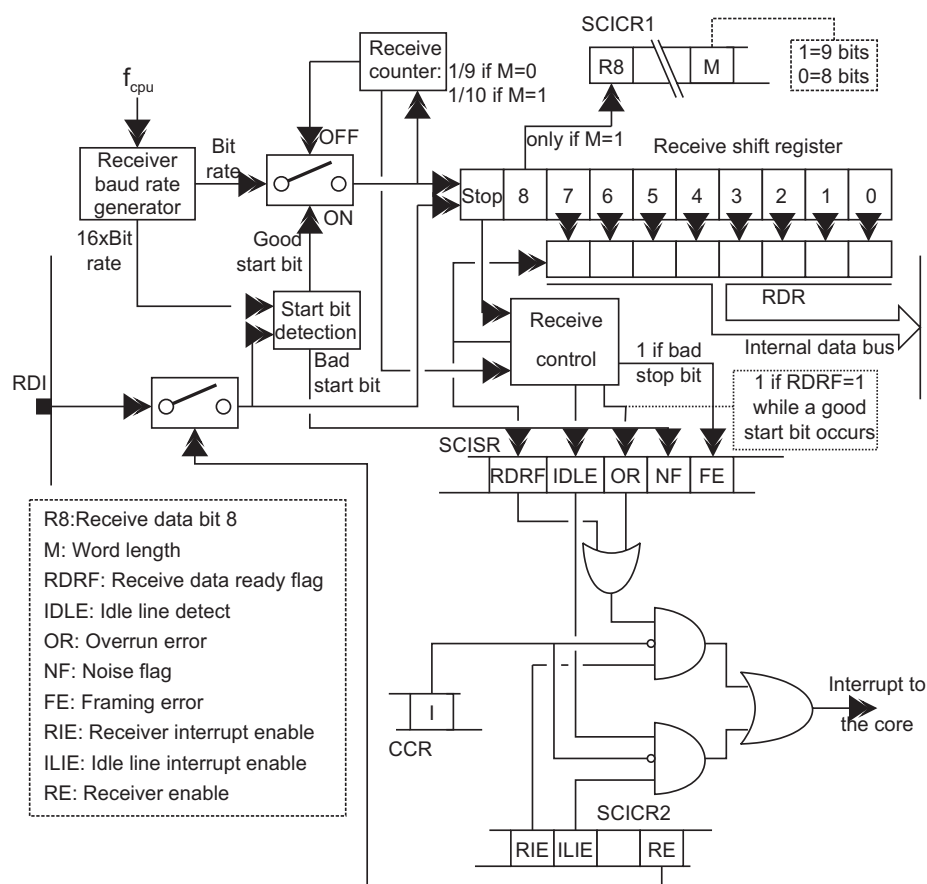 SCICR1
R8
M
1=9 bits
0=8 bits
Receive
counter:
1/9 if M=0
1/10 if M=1
f cpu
OFF
only if M=1
Receive shift register
Receiver
baud rate
generator
Bit
rate
ON
Stop 8 7 6 5 4 3 2 1 0
16xBit
rate
Good
start bit
RDR
Start bit
detection
Receive
control
Internal data bus
RDI
Bad
start bit
1 if bad
stop bit
1 if RDRF=1
while a good
start bit occurs
SCISR
RDRF IDLE OR NF FE
R8:Receive data bit 8
M: Word length
RDRF: Receive data ready flag
IDLE: Idle line detect
OR: Overrun error
NF: Noise flag
FE: Framing error
RIE: Receiver interrupt enable
ILIE: Idle line interrupt enable
RE: Receiver enable
I
CCR
Interrupt to
the core
SCICR2
RIE ILIE RE